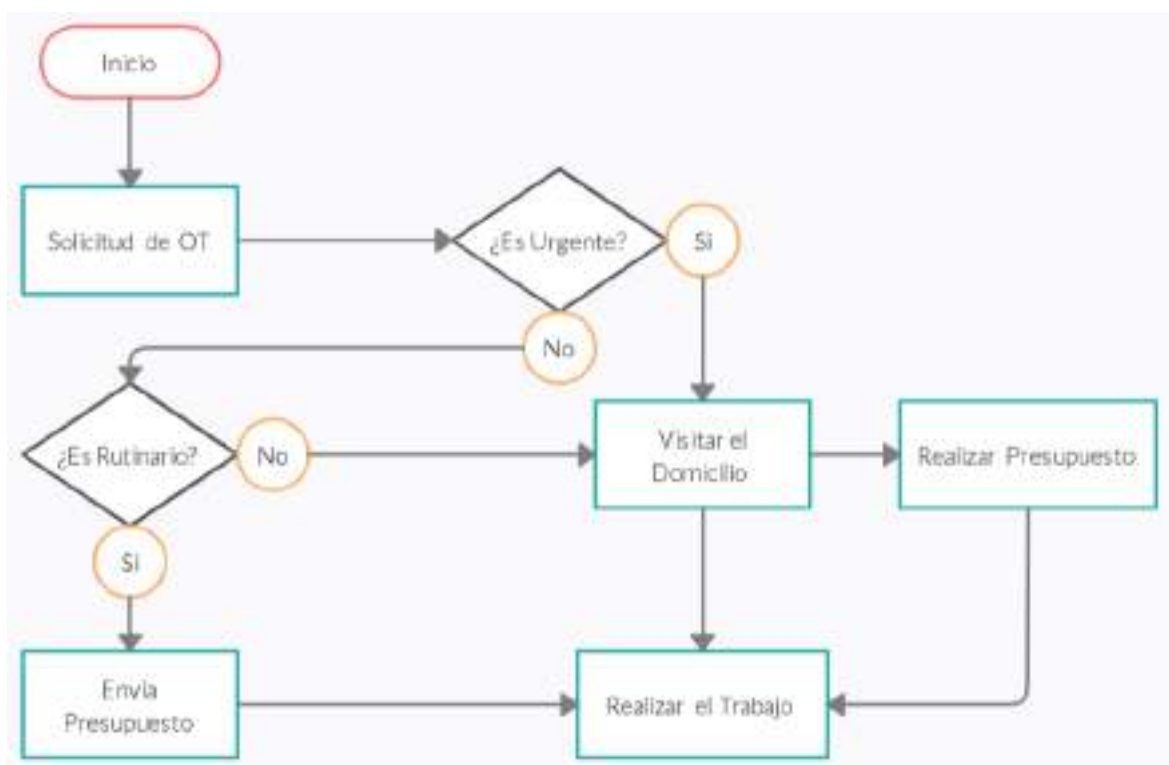 Inicio
Solicitud de OT
¿Es Urgente?
Si
No
¿Es Rutinario?
No
Visitar el
Domicilio
Realizar Presupuesto
Si
Envía
Presupuesto
Realizar el Trabajo